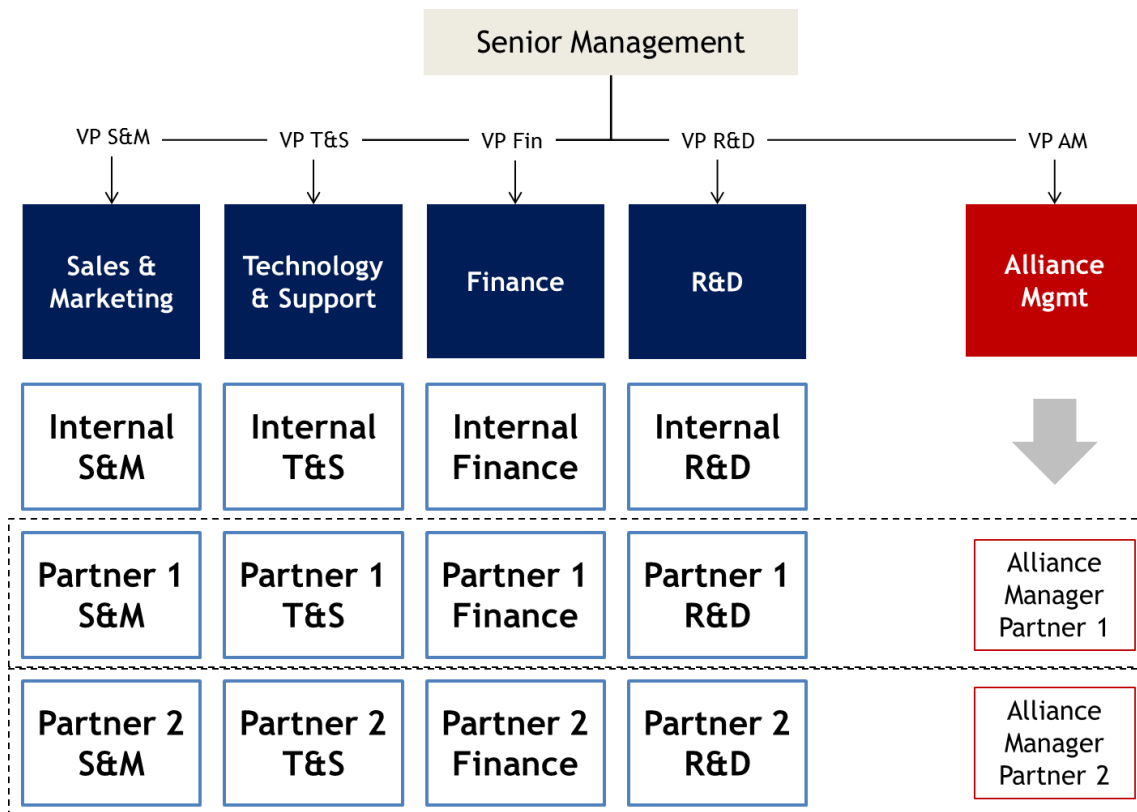 Senior Management
VP S&M
VP T&S
VP Fin
VP R&D
VP AM
Sales &
Marketing
Technology
& Support
Finance
R&D
Alliance
Mgmt
Internal
S&M
Internal
T&S
Internal
Finance
Internal
R&D
Partner 1
S&M
Partner 1
T&S
Partner 1
Finance
Partner 1
R&D
Alliance
Manager
Partner 1
Partner 2
S&M
Partner 2
T&S
Partner 2
Finance
Partner 2
R&D
Alliance
Manager
Partner 2